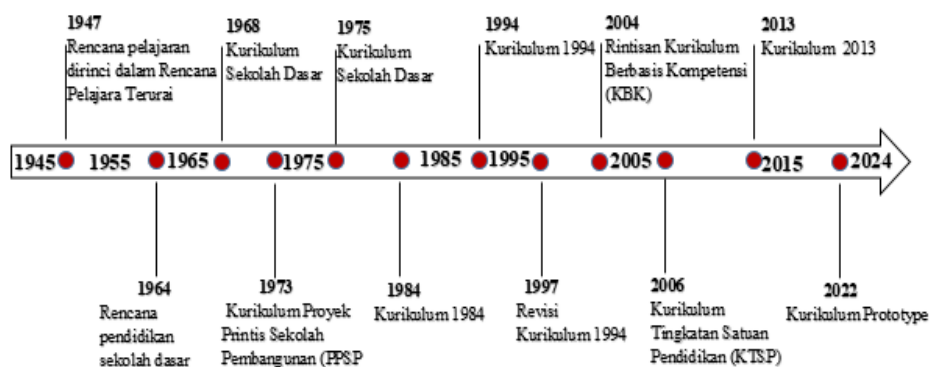 1947
Rencana pelajaran
dirinci dalam Rencana
Pelajara Terurai
1968
Kurikulum
Sekolah Dasar
1975
Kurikulum
Sekolah Dasar
1994
Kurikulum 1994
2004
Rintisan Kurikulum
Berbasis Kompetensi
(KBK)
2013
Kurikulum 2013
1945 1955 1965 1975 1985 1995 2005 2015 2024
1964
Rencana
pendidikan
sekolah dasar
1973
Kurikulum Proyek
Printis Sekolah
Pembangunan (PPSP
1984
Kurikulum 1984
1997
Revisi
Kurikulum 1994
2006
Kurikulum
Tingkatan Satuan
Pendidikan (KTSP)
2022
Kurikulum Prototype